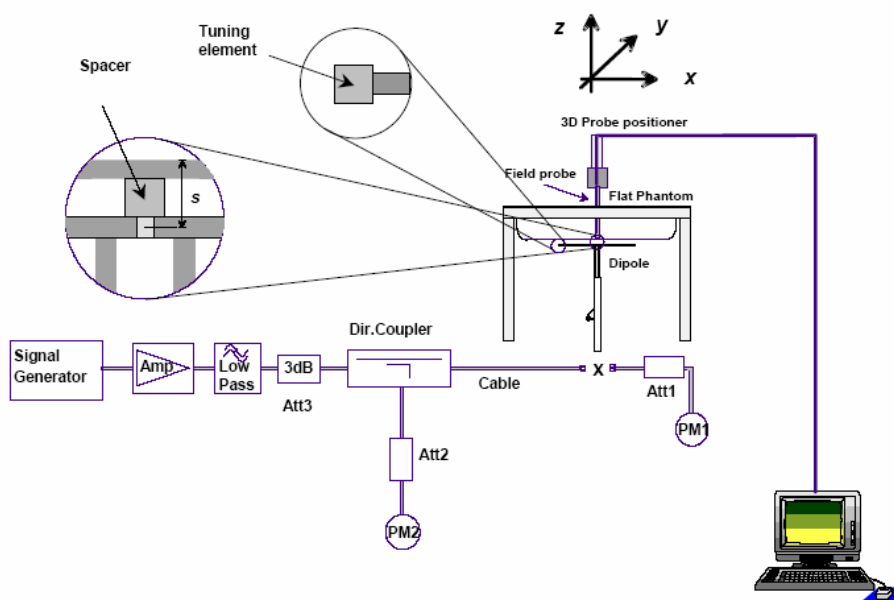 Tuning
element
Spacer
s
z
y
x
3D Probe positioner
Field probe
Flat Phantom
Dipole
Dir.Coupler
Signal
Generator
Amp
Low
Pass
3dB
Att3
Cable
X
Att1
PM1
Att2
PM2